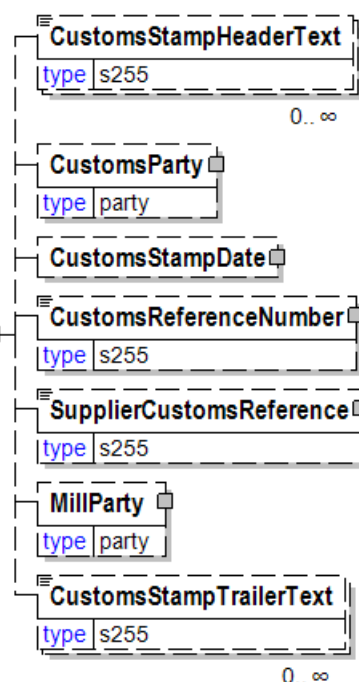 CustomsStampHeaderText
type s255
0.. ∞
CustomsParty
type party
CustomsStampDate
CustomsReferenceNumber
type s255
SupplierCustomsReference
type s255
MillParty
type party
CustomsStampTrailerText
type s255
0.. ∞